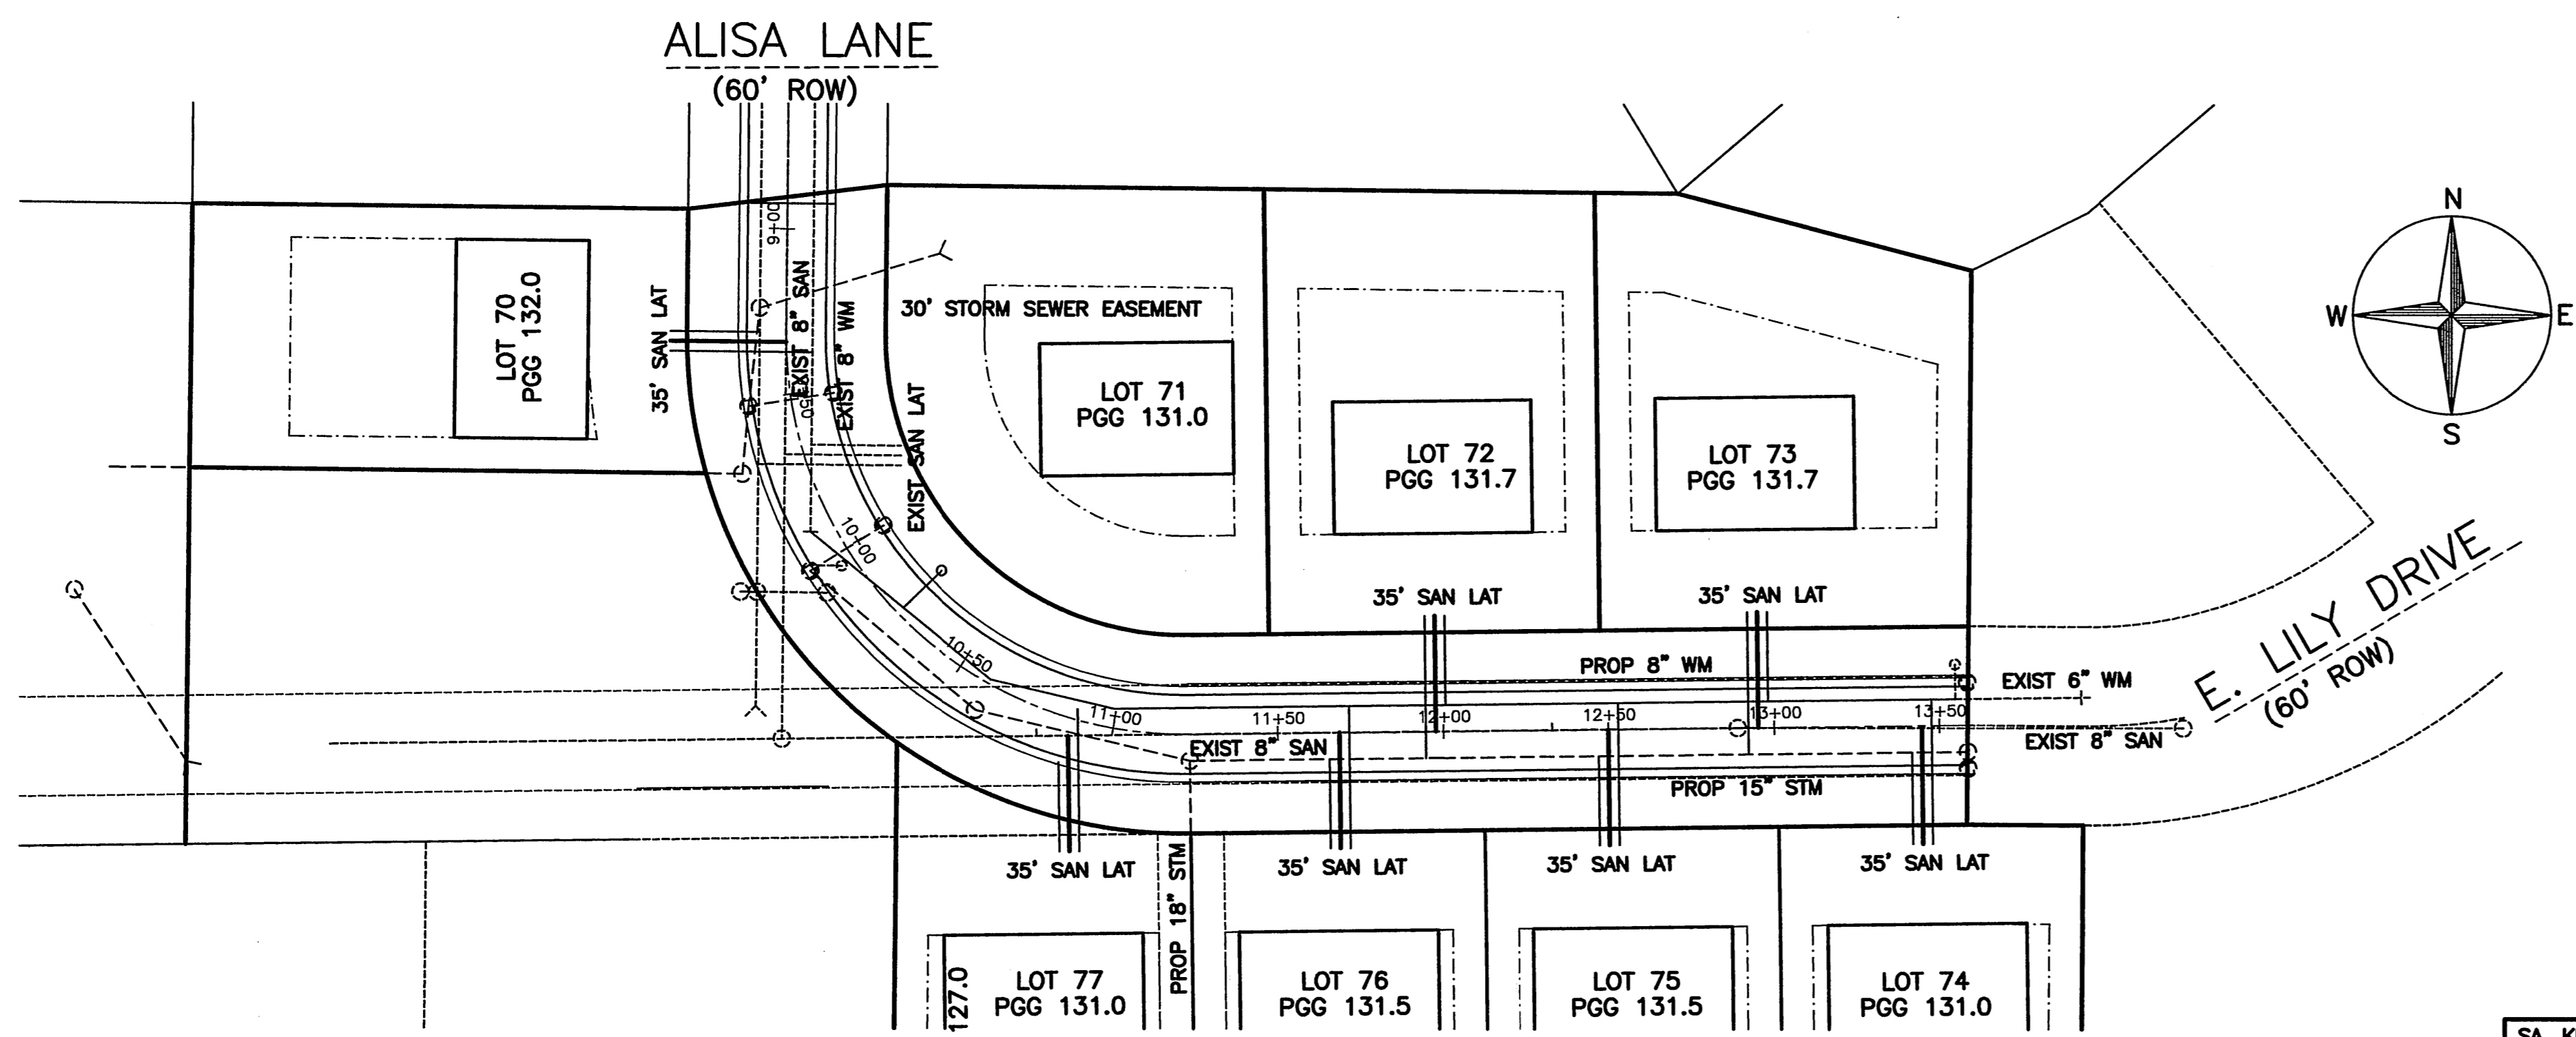 ALISA LANE
(60' ROW)
9+00
N
W
E
S
LOT 70
PGG 132.0
35' SAN LAT
EXIST 8" SAN
EXIST 8" WM
30' STORM SEWER EASEMENT
EXIST SAN LAT
LOT 71
PGG 131.0
LOT 72
PGG 131.7
LOT 73
PGG 131.7
10+00
10+50
35' SAN LAT
35' SAN LAT
PROP 8" WM
EXIST 6" WM
E. LILY DRIVE
(60' ROW)
11+00
11+50
12+00
12+50
13+00
13+50
EXIST 8" SAN
EXIST 8" SAN
PROP 15" STM
35' SAN LAT
35' SAN LAT
35' SAN LAT
35' SAN LAT
PROP 18" STM
127.0
LOT 77
PGG 131.0
LOT 76
PGG 131.5
LOT 75
PGG 131.5
LOT 74
PGG 131.0